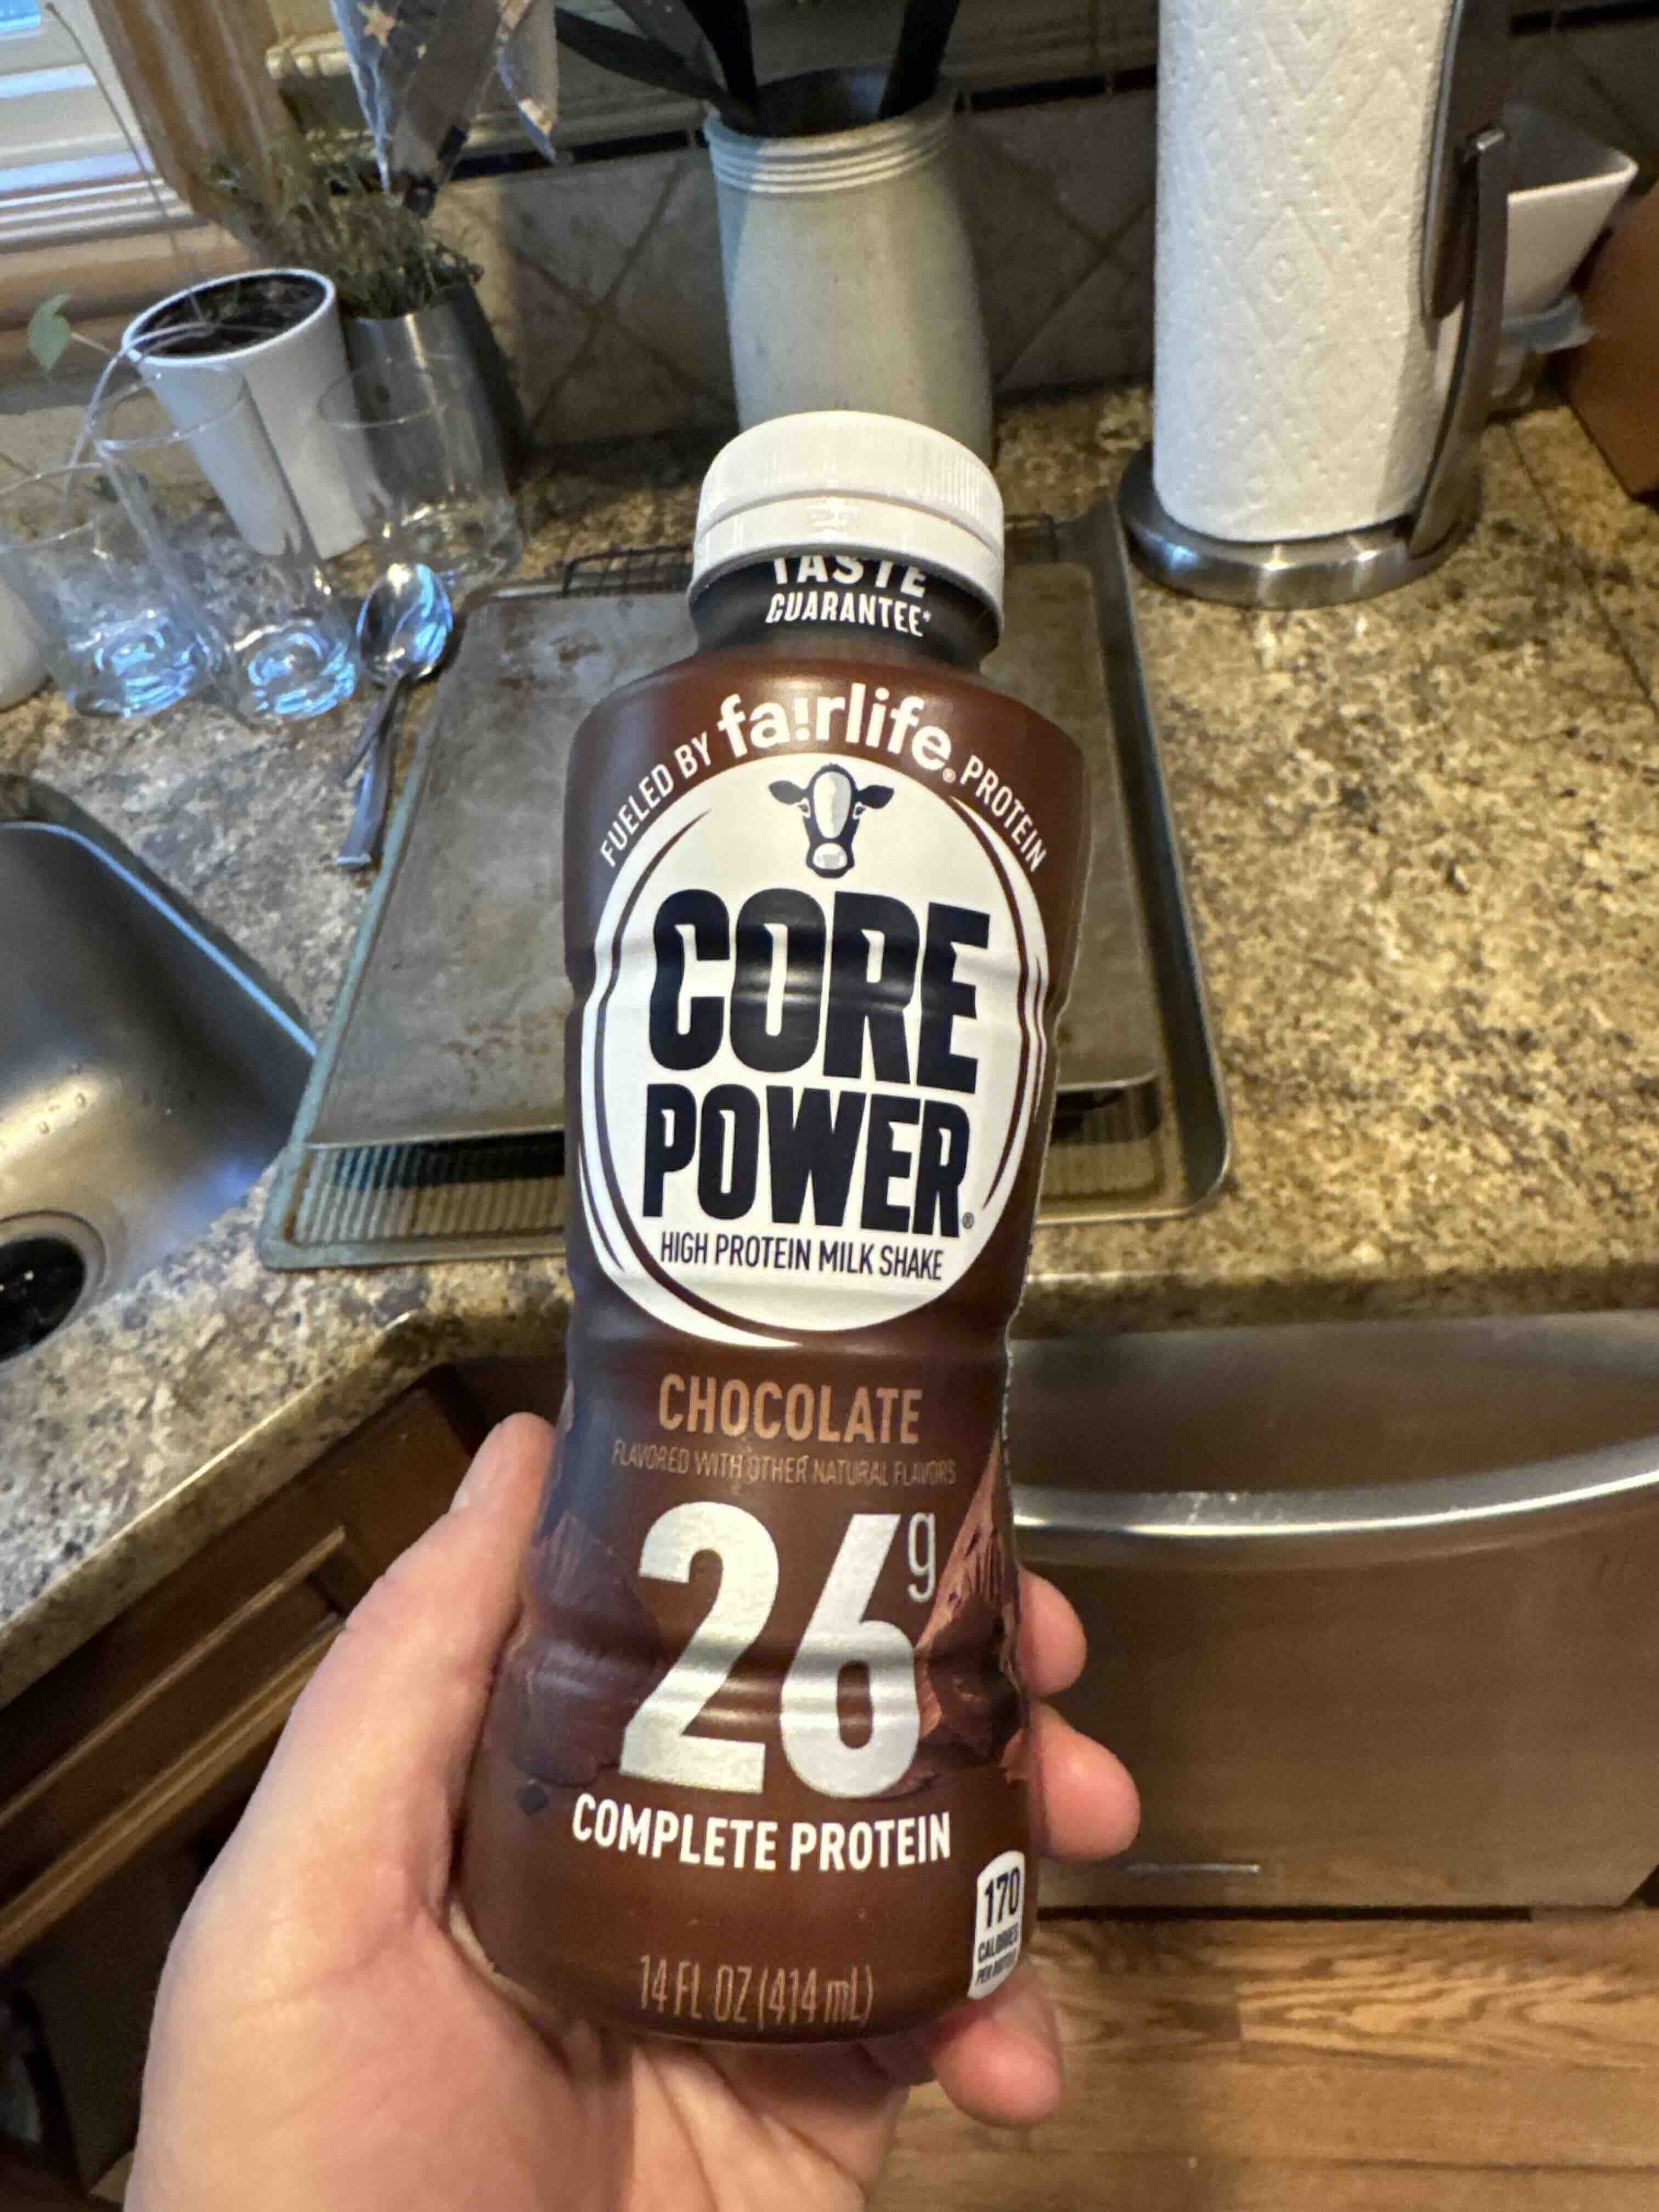 TASTE
GUARANTEE*
FUELED BY fa!rlife® PROTEIN
CORE
POWER®
HIGH PROTEIN MILK SHAKE
CHOCOLATE
FLAVORED WITH OTHER NATURAL FLAVORS
26g
COMPLETE PROTEIN
170
CALORIES
PER BOTTLE
14 FL OZ (414 mL)